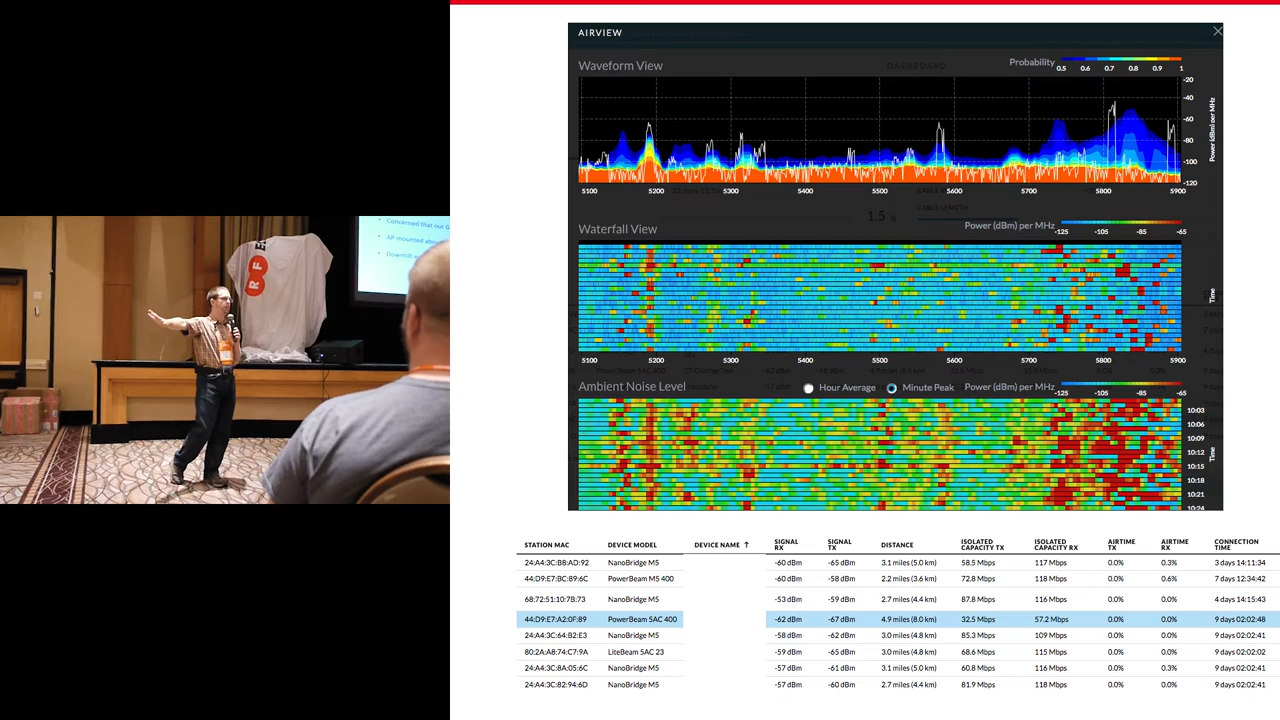 AIRVIEW
DASHBOARD
Waveform View
Probability
0.5 0.6 0.7 0.8 0.9 1
-20
-40
-60
-80
-100
-120
Power (dBm) per MHz
5100 5200 5300 5400 5500 5600 5700 5800 5900
CABLE LENGTH
1.5 %
Waterfall View
Power (dBm) per MHz
-125 -105 -85 -65
Time
5100 5200 5300 5400 5500 5600 5700 5800 5900
Ambient Noise Level
Hour Average
Minute Peak
Power (dBm) per MHz
-125 -105 -85 -65
10:03
10:06
10:09
10:12
10:15
10:18
10:21
10:24
Time
• Concerned that our
• AP mounted abov
• Downtilt
RF E
STATION MAC DEVICE MODEL DEVICE NAME ↑ SIGNAL RX SIGNAL TX DISTANCE ISOLATED CAPACITY TX ISOLATED CAPACITY RX AIRTIME TX AIRTIME RX CONNECTION TIME
24:A4:3C:B8:AD:92 NanoBridge M5 -60 dBm -65 dBm 3.1 miles (5.0 km) 58.5 Mbps 117 Mbps 0.0% 0.3% 3 days 14:11:34
44:D9:E7:BC:89:6C PowerBeam M5 400 -60 dBm -58 dBm 2.2 miles (3.6 km) 72.8 Mbps 118 Mbps 0.0% 0.6% 7 days 12:34:42
68:72:51:10:7B:73 NanoBridge M5 -53 dBm -59 dBm 2.7 miles (4.4 km) 87.8 Mbps 116 Mbps 0.0% 0.0% 4 days 14:15:43
44:D9:E7:A2:0F:89 PowerBeam 5AC 400 -62 dBm -67 dBm 4.9 miles (8.0 km) 32.5 Mbps 57.2 Mbps 0.0% 0.0% 9 days 02:02:48
24:A4:3C:64:B2:E3 NanoBridge M5 -58 dBm -62 dBm 3.0 miles (4.8 km) 85.3 Mbps 109 Mbps 0.0% 0.0% 9 days 02:02:41
80:2A:A8:74:C7:9A LiteBeam 5AC 23 -59 dBm -65 dBm 3.0 miles (4.8 km) 68.6 Mbps 115 Mbps 0.0% 0.0% 9 days 02:02:02
24:A4:3C:8A:05:6C NanoBridge M5 -57 dBm -61 dBm 3.1 miles (5.0 km) 60.8 Mbps 116 Mbps 0.0% 0.3% 9 days 02:02:41
24:A4:3C:82:94:6D NanoBridge M5 -57 dBm -60 dBm 2.7 miles (4.4 km) 81.9 Mbps 118 Mbps 0.0% 0.0% 9 days 02:02:41